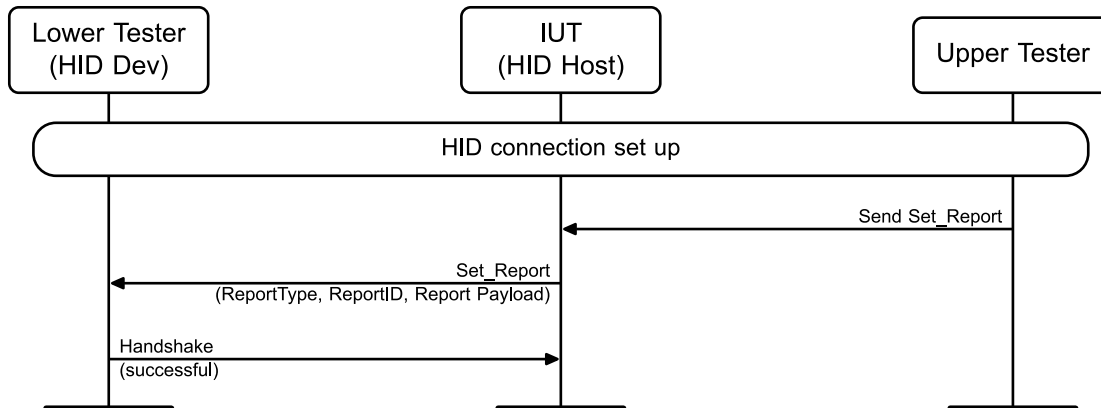 Lower Tester
(HID Dev)
IUT
(HID Host)
Upper Tester
HID connection set up
Send Set_Report
Set_Report
(ReportType, ReportID, Report Payload)
Handshake
(successful)